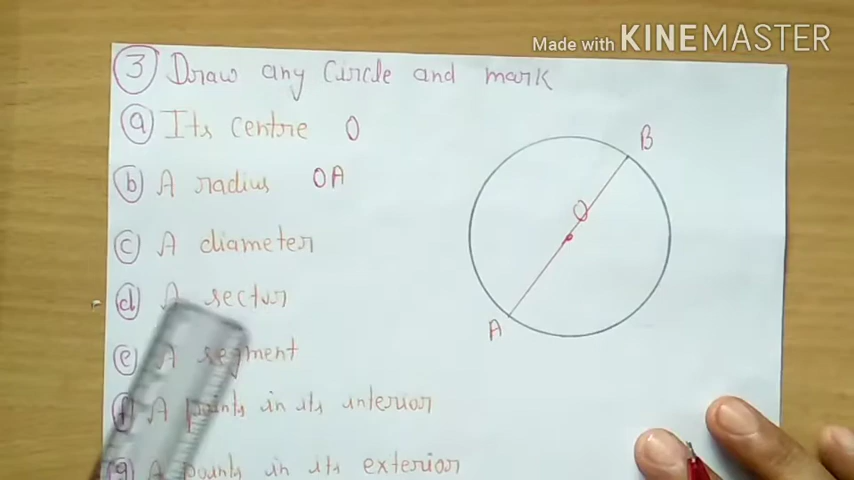 Made with KINEMASTER
③ Draw any Circle and mark
ⓐ Its centre O
ⓑ A radius OA
ⓒ A diameter
ⓓ A sector
ⓔ A segment
ⓕ A points in its interior
ⓖ A points in its exterior
B
O
A